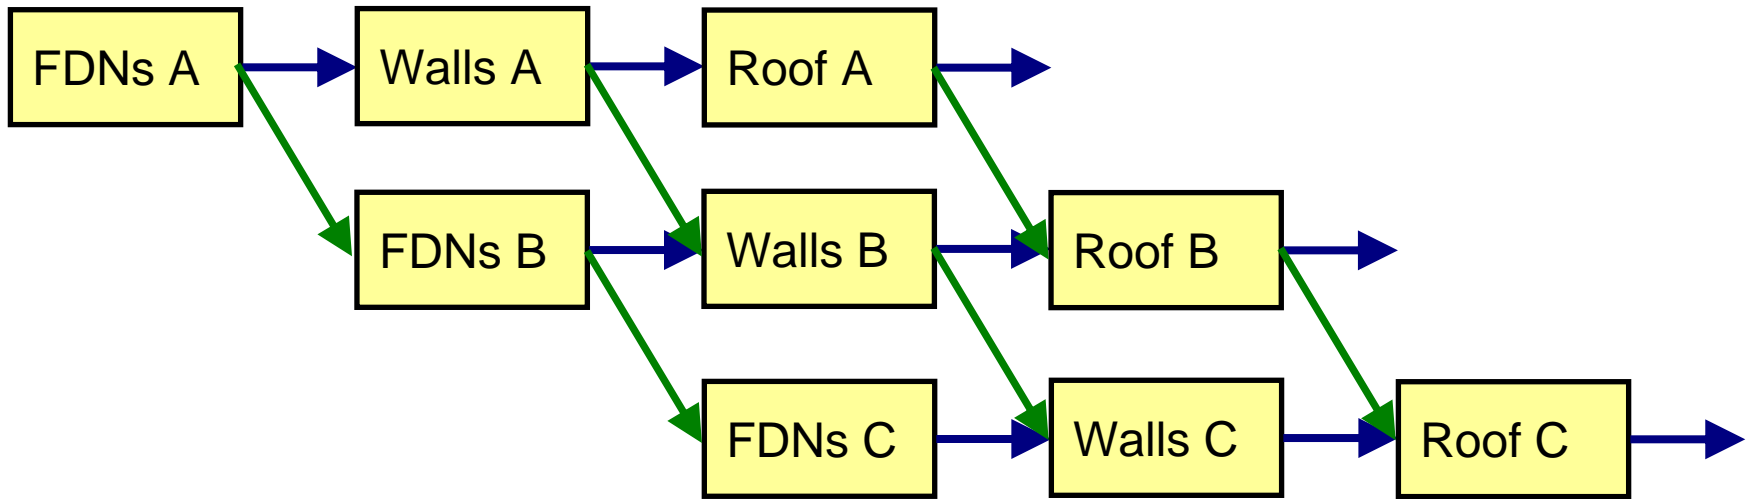 FDNs A
Walls A
Roof A
FDNs B
Walls B
Roof B
FDNs C
Walls C
Roof C